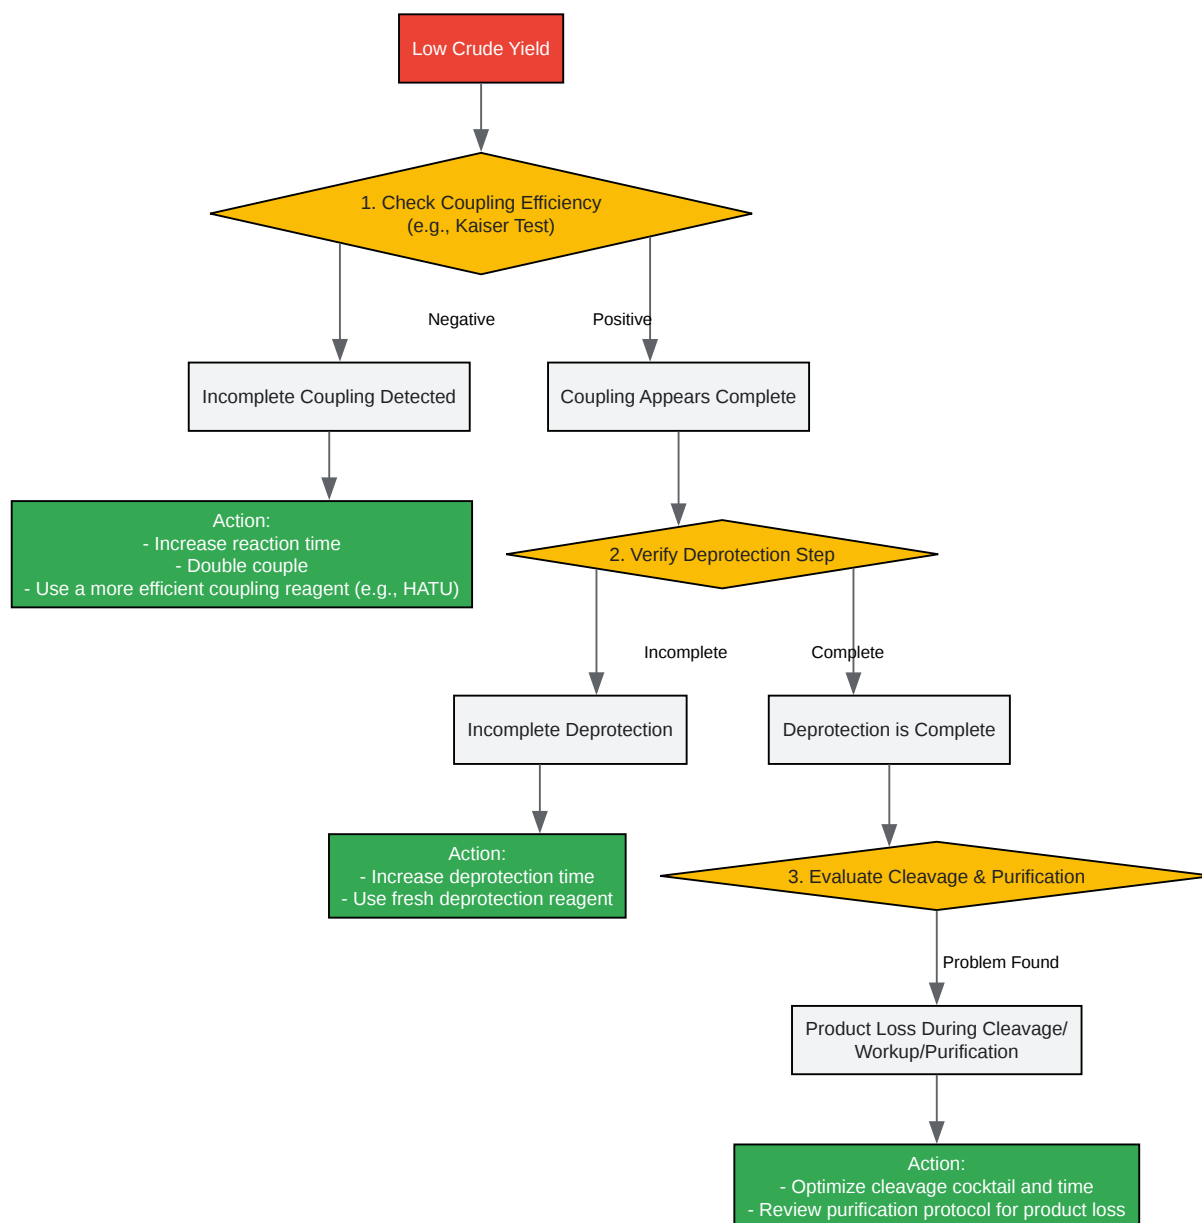 Low Crude Yield
1. Check Coupling Efficiency
(e.g., Kaiser Test)
Negative
Positive
Incomplete Coupling Detected
Coupling Appears Complete
Action:
- Increase reaction time
- Double couple
- Use a more efficient coupling reagent (e.g., HATU)
2. Verify Deprotection Step
Incomplete
Complete
Incomplete Deprotection
Deprotection is Complete
Action:
- Increase deprotection time
- Use fresh deprotection reagent
3. Evaluate Cleavage & Purification
Problem Found
Product Loss During Cleavage/
Workup/Purification
Action:
- Optimize cleavage cocktail and time
- Review purification protocol for product loss